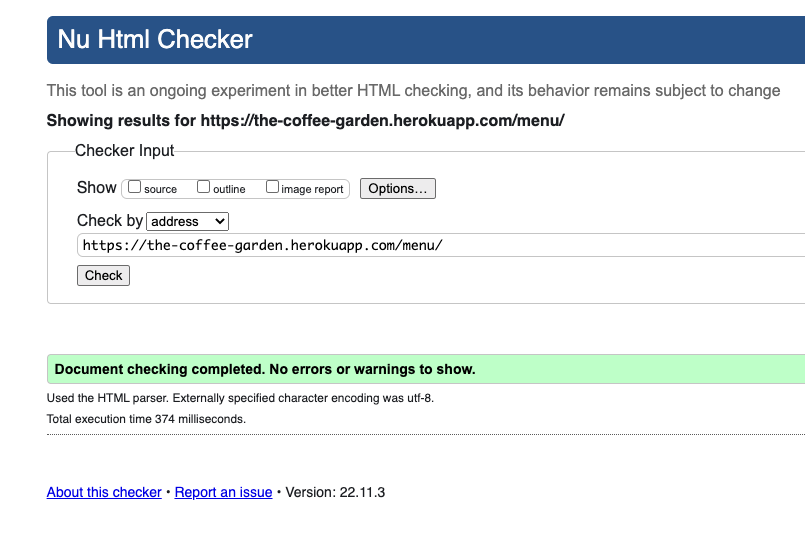 Nu Html Checker
This tool is an ongoing experiment in better HTML checking, and its behavior remains subject to change
Showing results for https://the-coffee-garden.herokuapp.com/menu/
Checker Input
Show source outline image report Options...
Check by address
https://the-coffee-garden.herokuapp.com/menu/
Check
Document checking completed. No errors or warnings to show.
Used the HTML parser. Externally specified character encoding was utf-8.
Total execution time 374 milliseconds.
About this checker • Report an issue • Version: 22.11.3